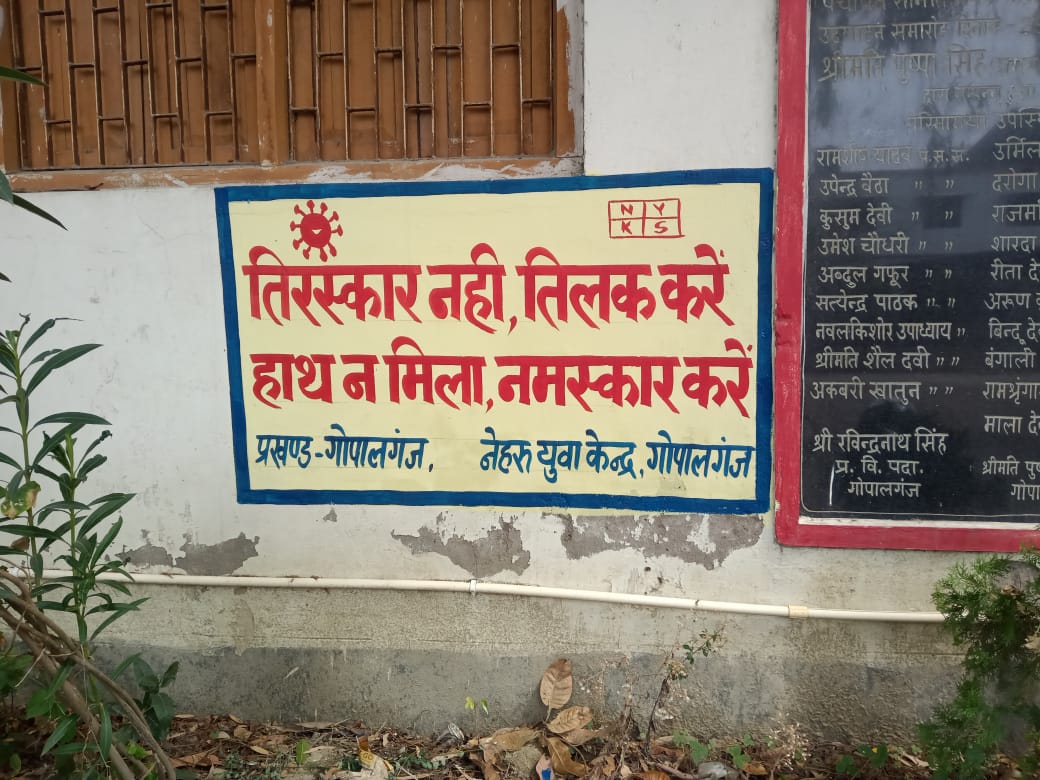 N Y
K S
तिरस्कार नही, तिलक करें
हाथ न मिला, नमस्कार करें
प्रखण्ड-गोपालगंज, नेहरु युवा केन्द्र, गोपालगंज
समारोह
श्रीमति पुष्पा सिंह
रामशीष यादव पं.स.स. उर्मिल
उपेन्द्र बैठा " " दरोगा
कुसुम देवी " " राजम
उमेश चौधरी " " शारदा
अब्दुल गफूर " " रीता दे
सत्येन्द्र पाठक " " अरुण
नवलकिशोर उपाध्याय " बिन्दू दे
श्रीमति शैल दवी " " बंगाली
अकबरी खातुन " " रामश्रृंगा
माला दे
श्री रविन्द्रनाथ सिंह
प्र. वि. पदा. श्रीमति पु
गोपालगंज गोपा